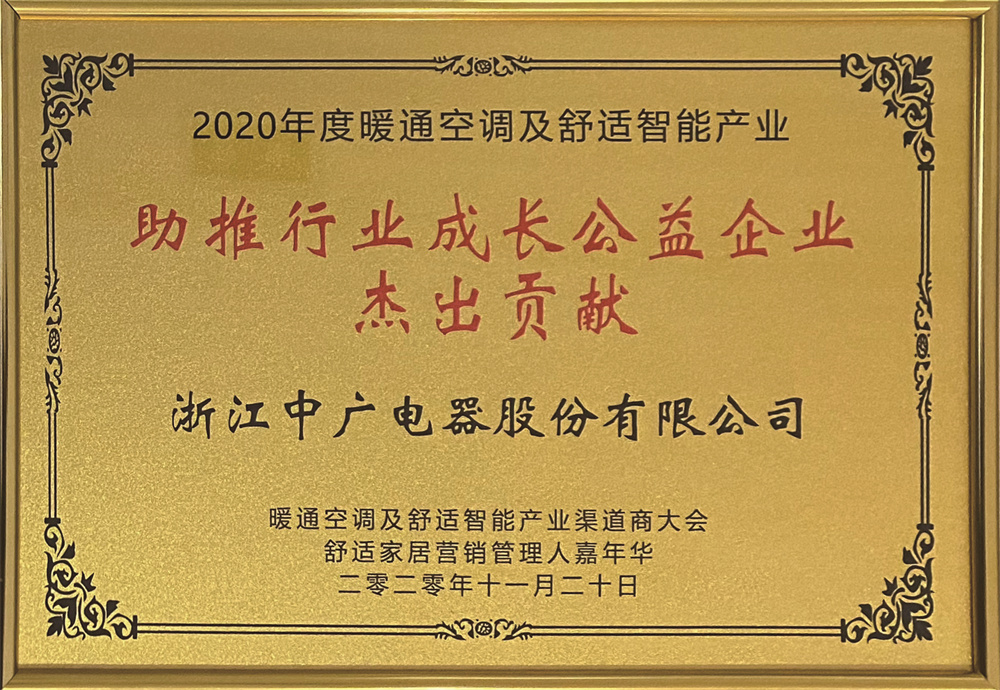 2020年度暖通空调及舒适智能产业
助推行业成长公益企业
杰出贡献
浙江中广电器股份有限公司
暖通空调及舒适智能产业渠道商大会
舒适家居营销管理人嘉年华
二零二零年十一月二十日